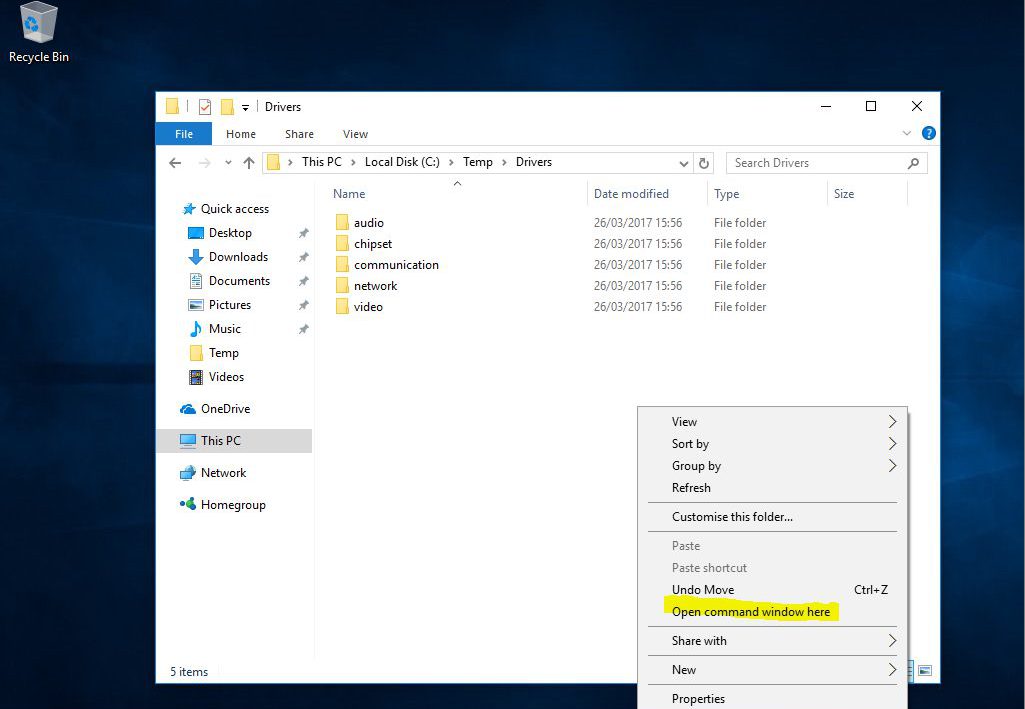 Recycle Bin
Drivers
File Home Share View
This PC Local Disk (C:) Temp Drivers
Search Drivers
Name Date modified Type Size
Quick access
Desktop
Downloads
Documents
Pictures
Music
Temp
Videos
OneDrive
This PC
Network
Homegroup
audio 26/03/2017 15:56 File folder
chipset 26/03/2017 15:56 File folder
communication 26/03/2017 15:56 File folder
network 26/03/2017 15:56 File folder
video 26/03/2017 15:56 File folder
View
Sort by
Group by
Refresh
Customise this folder...
Paste
Paste shortcut
Undo Move Ctrl+Z
Open command window here
Share with
New
Properties
5 items